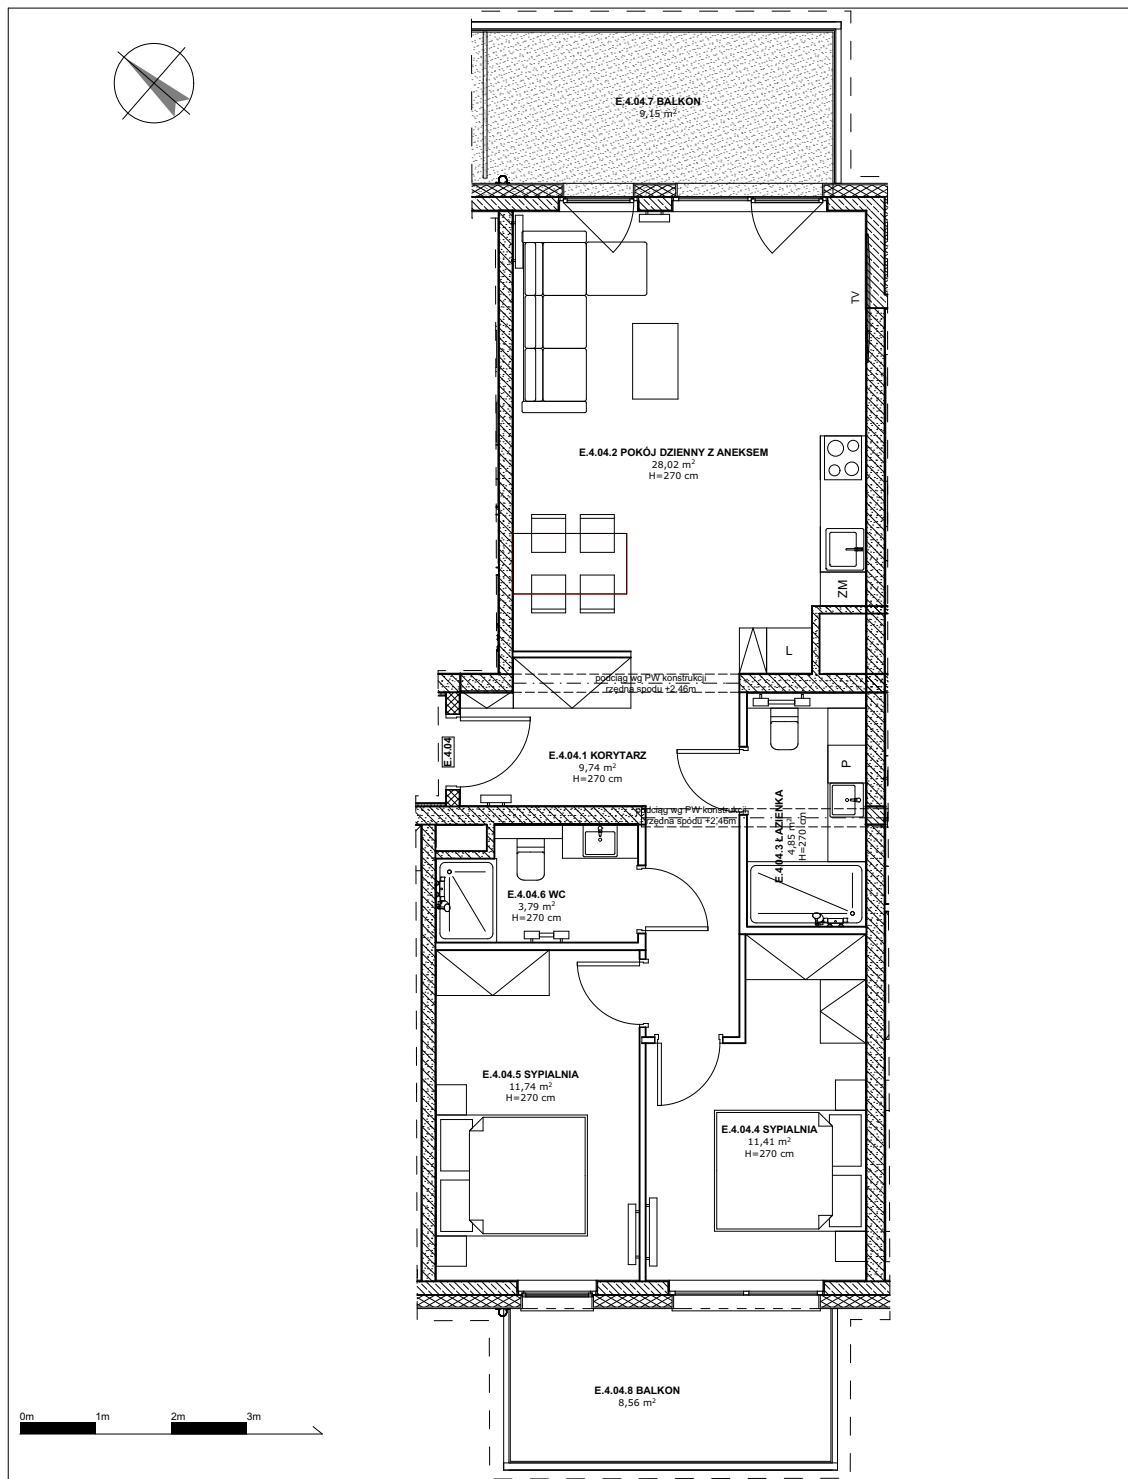 E.4.04.7 BALKON
9,15 m²
TV
E.4.04.2 POKÓJ DZIENNY Z ANEKSEM
28,02 m²
H=270 cm
ZM
L
podciąg wg PW konstrukcji
rzędna spodu +2,46m
E.4.04
E.4.04.1 KORYTARZ
9,74 m²
H=270 cm
P
podciąg wg PW konstrukcji
rzędna spodu +2,46m
E.4.04.3 ŁAZIENKA
4,85 m²
H=270 cm
E.4.04.6 WC
3,79 m²
H=270 cm
E.4.04.5 SYPIALNIA
11,74 m²
H=270 cm
E.4.04.4 SYPIALNIA
11,41 m²
H=270 cm
E.4.04.8 BALKON
8,56 m²
0m 1m 2m 3m